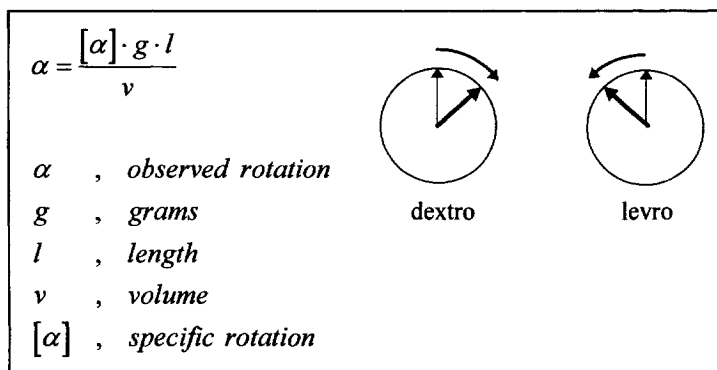 α = [α] · g · l / v
α , observed rotation
g , grams
l , length
v , volume
[α] , specific rotation
dextro levro